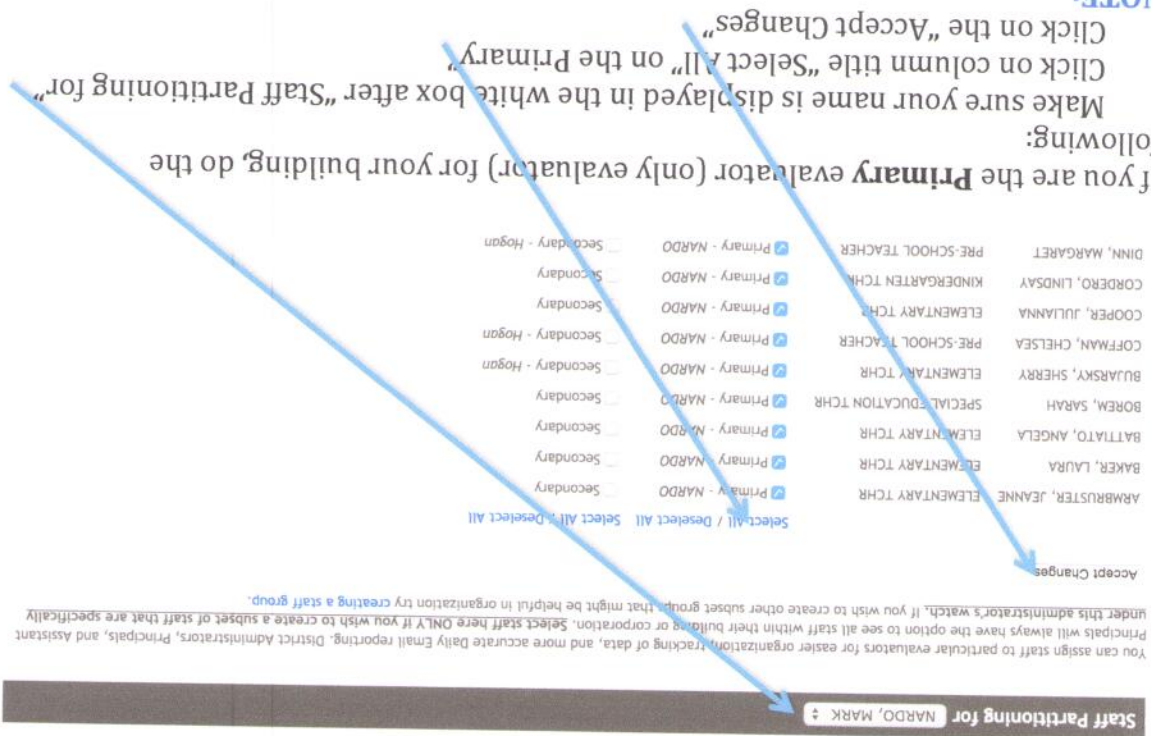 Staff Partitioning for NARDO, MARK
You can assign staff to particular evaluators for easier organization, tracking of data, and more accurate Daily Email reporting. District Administrators, Principals, and Assistant
Principals will always have the option to see all staff within their building or corporation. Select staff here ONLY if you wish to create a subset of staff that are specifically
under this administrator's watch. If you wish to create other subset groups that might be helpful in organization try creating a staff group.
Accept Changes
Select All / Deselect All Select All / Deselect All
ARMBRUSTER, JEANNE ELEMENTARY TCHR Primary - NARDO Secondary
BAKER, LAURA ELEMENTARY TCHR Primary - NARDO Secondary
BATTIATO, ANGELA ELEMENTARY TCHR Primary - NARDO Secondary
BOREM, SARAH SPECIAL EDUCATION TCHR Primary - NARDO Secondary
BUJARSKY, SHERRY ELEMENTARY TCHR Primary - NARDO Secondary - Hogan
COFFMAN, CHELSEA PRE-SCHOOL TEACHER Primary - NARDO Secondary - Hogan
COOPER, JULIANNA ELEMENTARY TCHR Primary - NARDO Secondary
CORDERO, LINDSAY KINDERGARTEN TCHR Primary - NARDO Secondary
DINN, MARGARET PRE-SCHOOL TEACHER Primary - NARDO Secondary - Hogan
f you are the Primary evaluator (only evaluator) for your building, do the
following:
Make sure your name is displayed in the white box after "Staff Partitioning for"
Click on column title "Select All" on the Primary"
Click on the "Accept Changes"
NOTE: